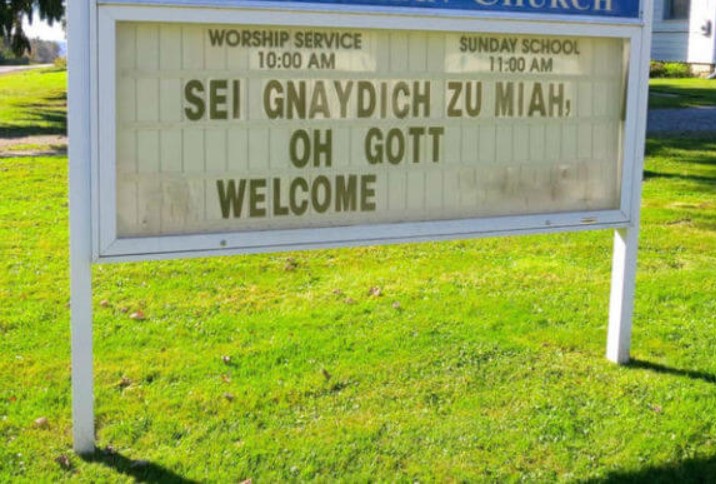 CHURCH
WORSHIP SERVICE
10:00 AM
SUNDAY SCHOOL
11:00 AM
SEI GNAYDICH ZU MIAH,
OH GOTT
WELCOME